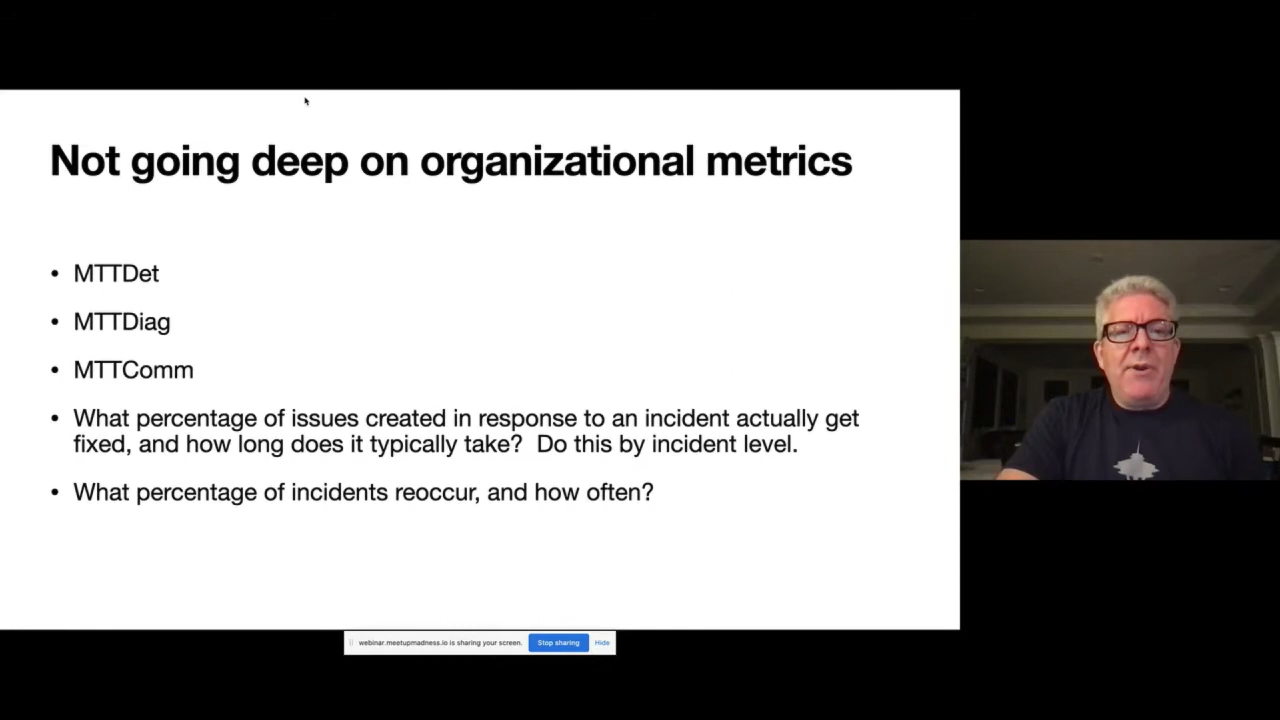 Not going deep on organizational metrics
• MTTDet
• MTTDiag
• MTTComm
• What percentage of issues created in response to an incident actually get
fixed, and how long does it typically take?  Do this by incident level.
• What percentage of incidents reoccur, and how often?
webinar.meetupmadness.io is sharing your screen. Stop sharing Hide